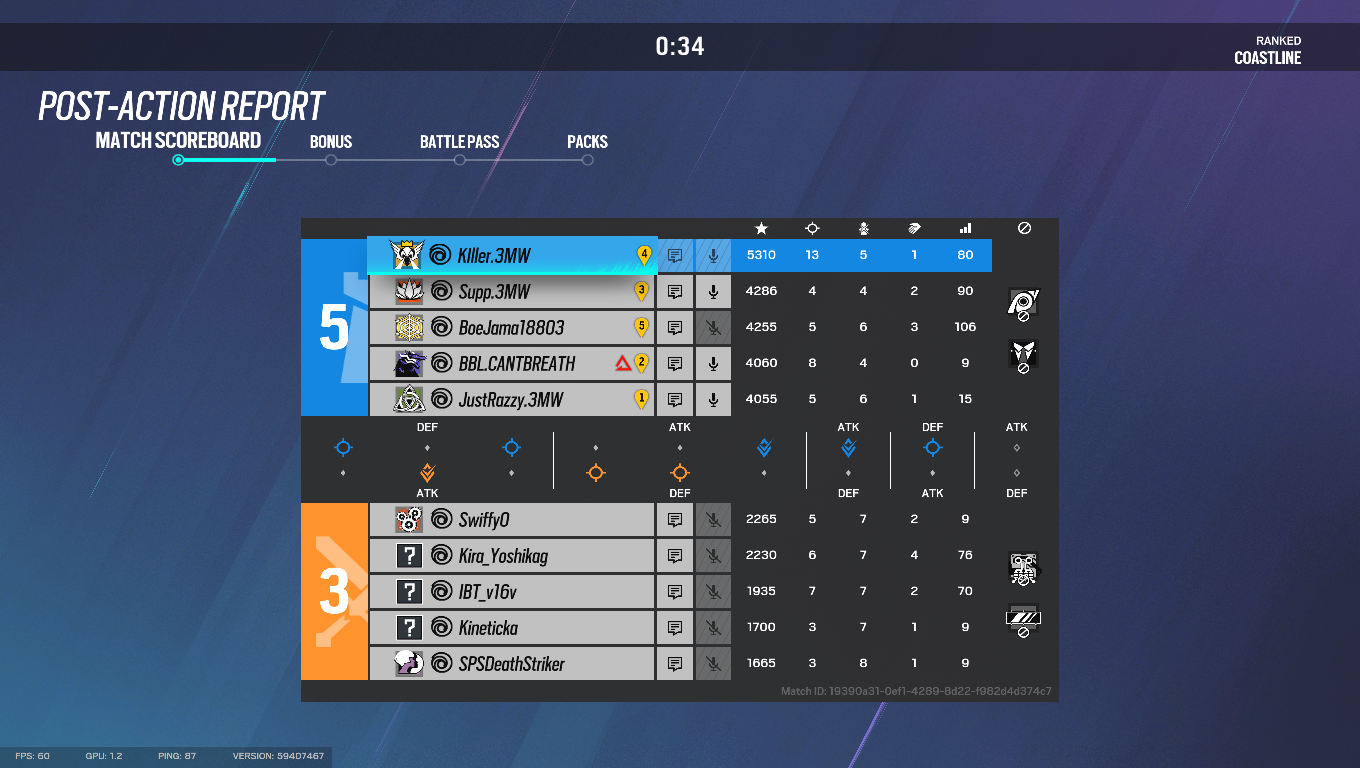 0:34
RANKED
COASTLINE
POST-ACTION REPORT
MATCH SCOREBOARD BONUS BATTLE PASS PACKS
5
KIller.3MW 4 5310 13 5 1 80
Supp.3MW 3 4286 4 4 2 90
BoeJama18803 5 4255 5 6 3 106
BBL.CANTBREATH 2 4060 8 4 0 9
JustRazzy.3MW 1 4055 5 6 1 15
DEF ATK ATK DEF ATK
ATK DEF DEF ATK DEF
3
Swiffy0 2265 5 7 2 9
? Kira_Yoshikag 2230 6 7 4 76
? IBT_v16v 1935 7 7 2 70
? Kineticka 1700 3 7 1 9
SPSDeathStriker 1665 3 8 1 9
Match ID: 19390a31-0ef1-4289-8d22-f982d4d374c7
FPS: 60 GPU: 1.2 PING: 87 VERSION: 59407467